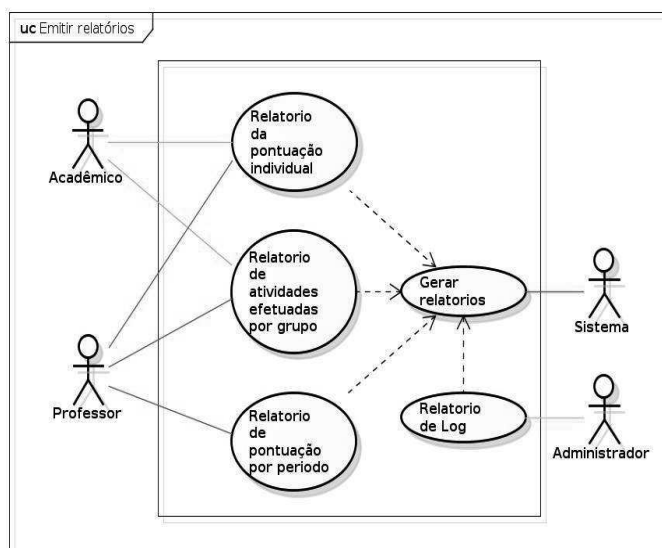 uc Emitir relatórios
Relatorio
da
pontuação
individual
Acadêmico
Relatorio
de
atividades
efetuadas
por grupo
Gerar
relatorios
Sistema
Professor
Relatorio
de
pontuação
por periodo
Relatorio
de Log
Administrador